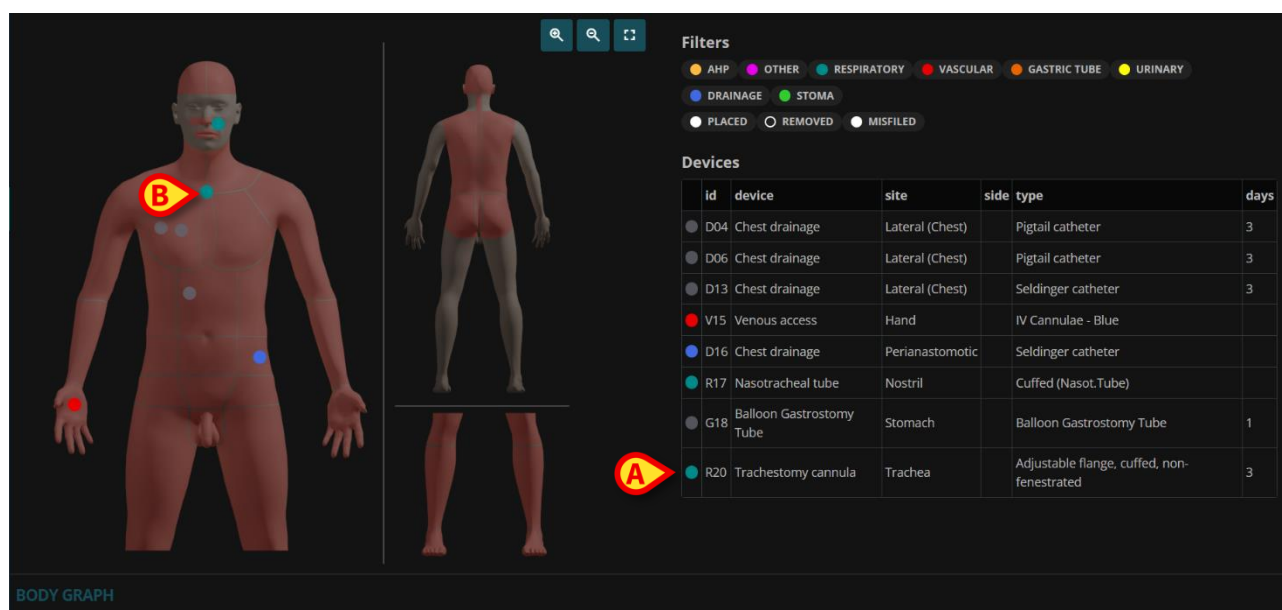 Filters
AHP OTHER RESPIRATORY VASCULAR GASTRIC TUBE URINARY
DRAINAGE STOMA
PLACED REMOVED MISFILED
Devices
id device site side type days
D04 Chest drainage Lateral (Chest) Pigtail catheter 3
D06 Chest drainage Lateral (Chest) Pigtail catheter 3
D13 Chest drainage Lateral (Chest) Seldinger catheter 3
V15 Venous access Hand IV Cannulae - Blue
D16 Chest drainage Perianastomotic Seldinger catheter
R17 Nasotracheal tube Nostril Cuffed (Nasot.Tube)
G18 Balloon Gastrostomy Tube Stomach Balloon Gastrostomy Tube 1
R20 Trachestomy cannula Trachea Adjustable flange, cuffed, non-fenestrated 3
A
B
BODY GRAPH